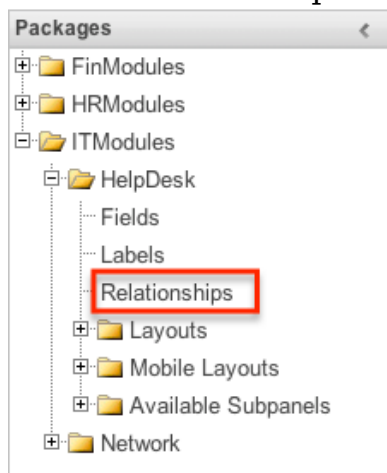 Packages
FinModules
HRModules
ITModules
HelpDesk
Fields
Labels
Relationships
Layouts
Mobile Layouts
Available Subpanels
Network